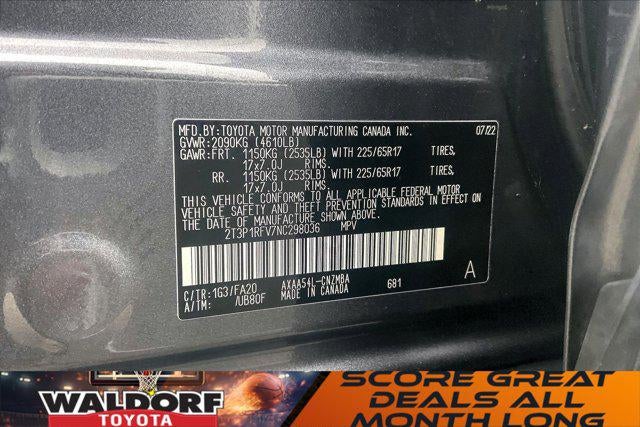 MFD.BY:TOYOTA MOTOR MANUFACTURING CANADA INC. 07/22
GVWR:2090KG (4610LB)
GAWR:FRT. 1150KG (2535LB) WITH 225/65R17 TIRES,
17x7.0J RIMS.
RR. 1150KG (2535LB) WITH 225/65R17 TIRES,
17x7.0J RIMS.
THIS VEHICLE CONFORMS TO ALL APPLICABLE FEDERAL MOTOR
VEHICLE SAFETY AND THEFT PREVENTION STANDARDS IN EFFECT ON
THE DATE OF MANUFACTURE SHOWN ABOVE.
2T3P1RFV7NC298036 MPV
C/TR:1G3/FA20 AXAA54L-CNZMBA 681 A
A/TM: /UB80F MADE IN CANADA
WALDORF
TOYOTA
SCORE GREAT
DEALS ALL
MONTH LONG